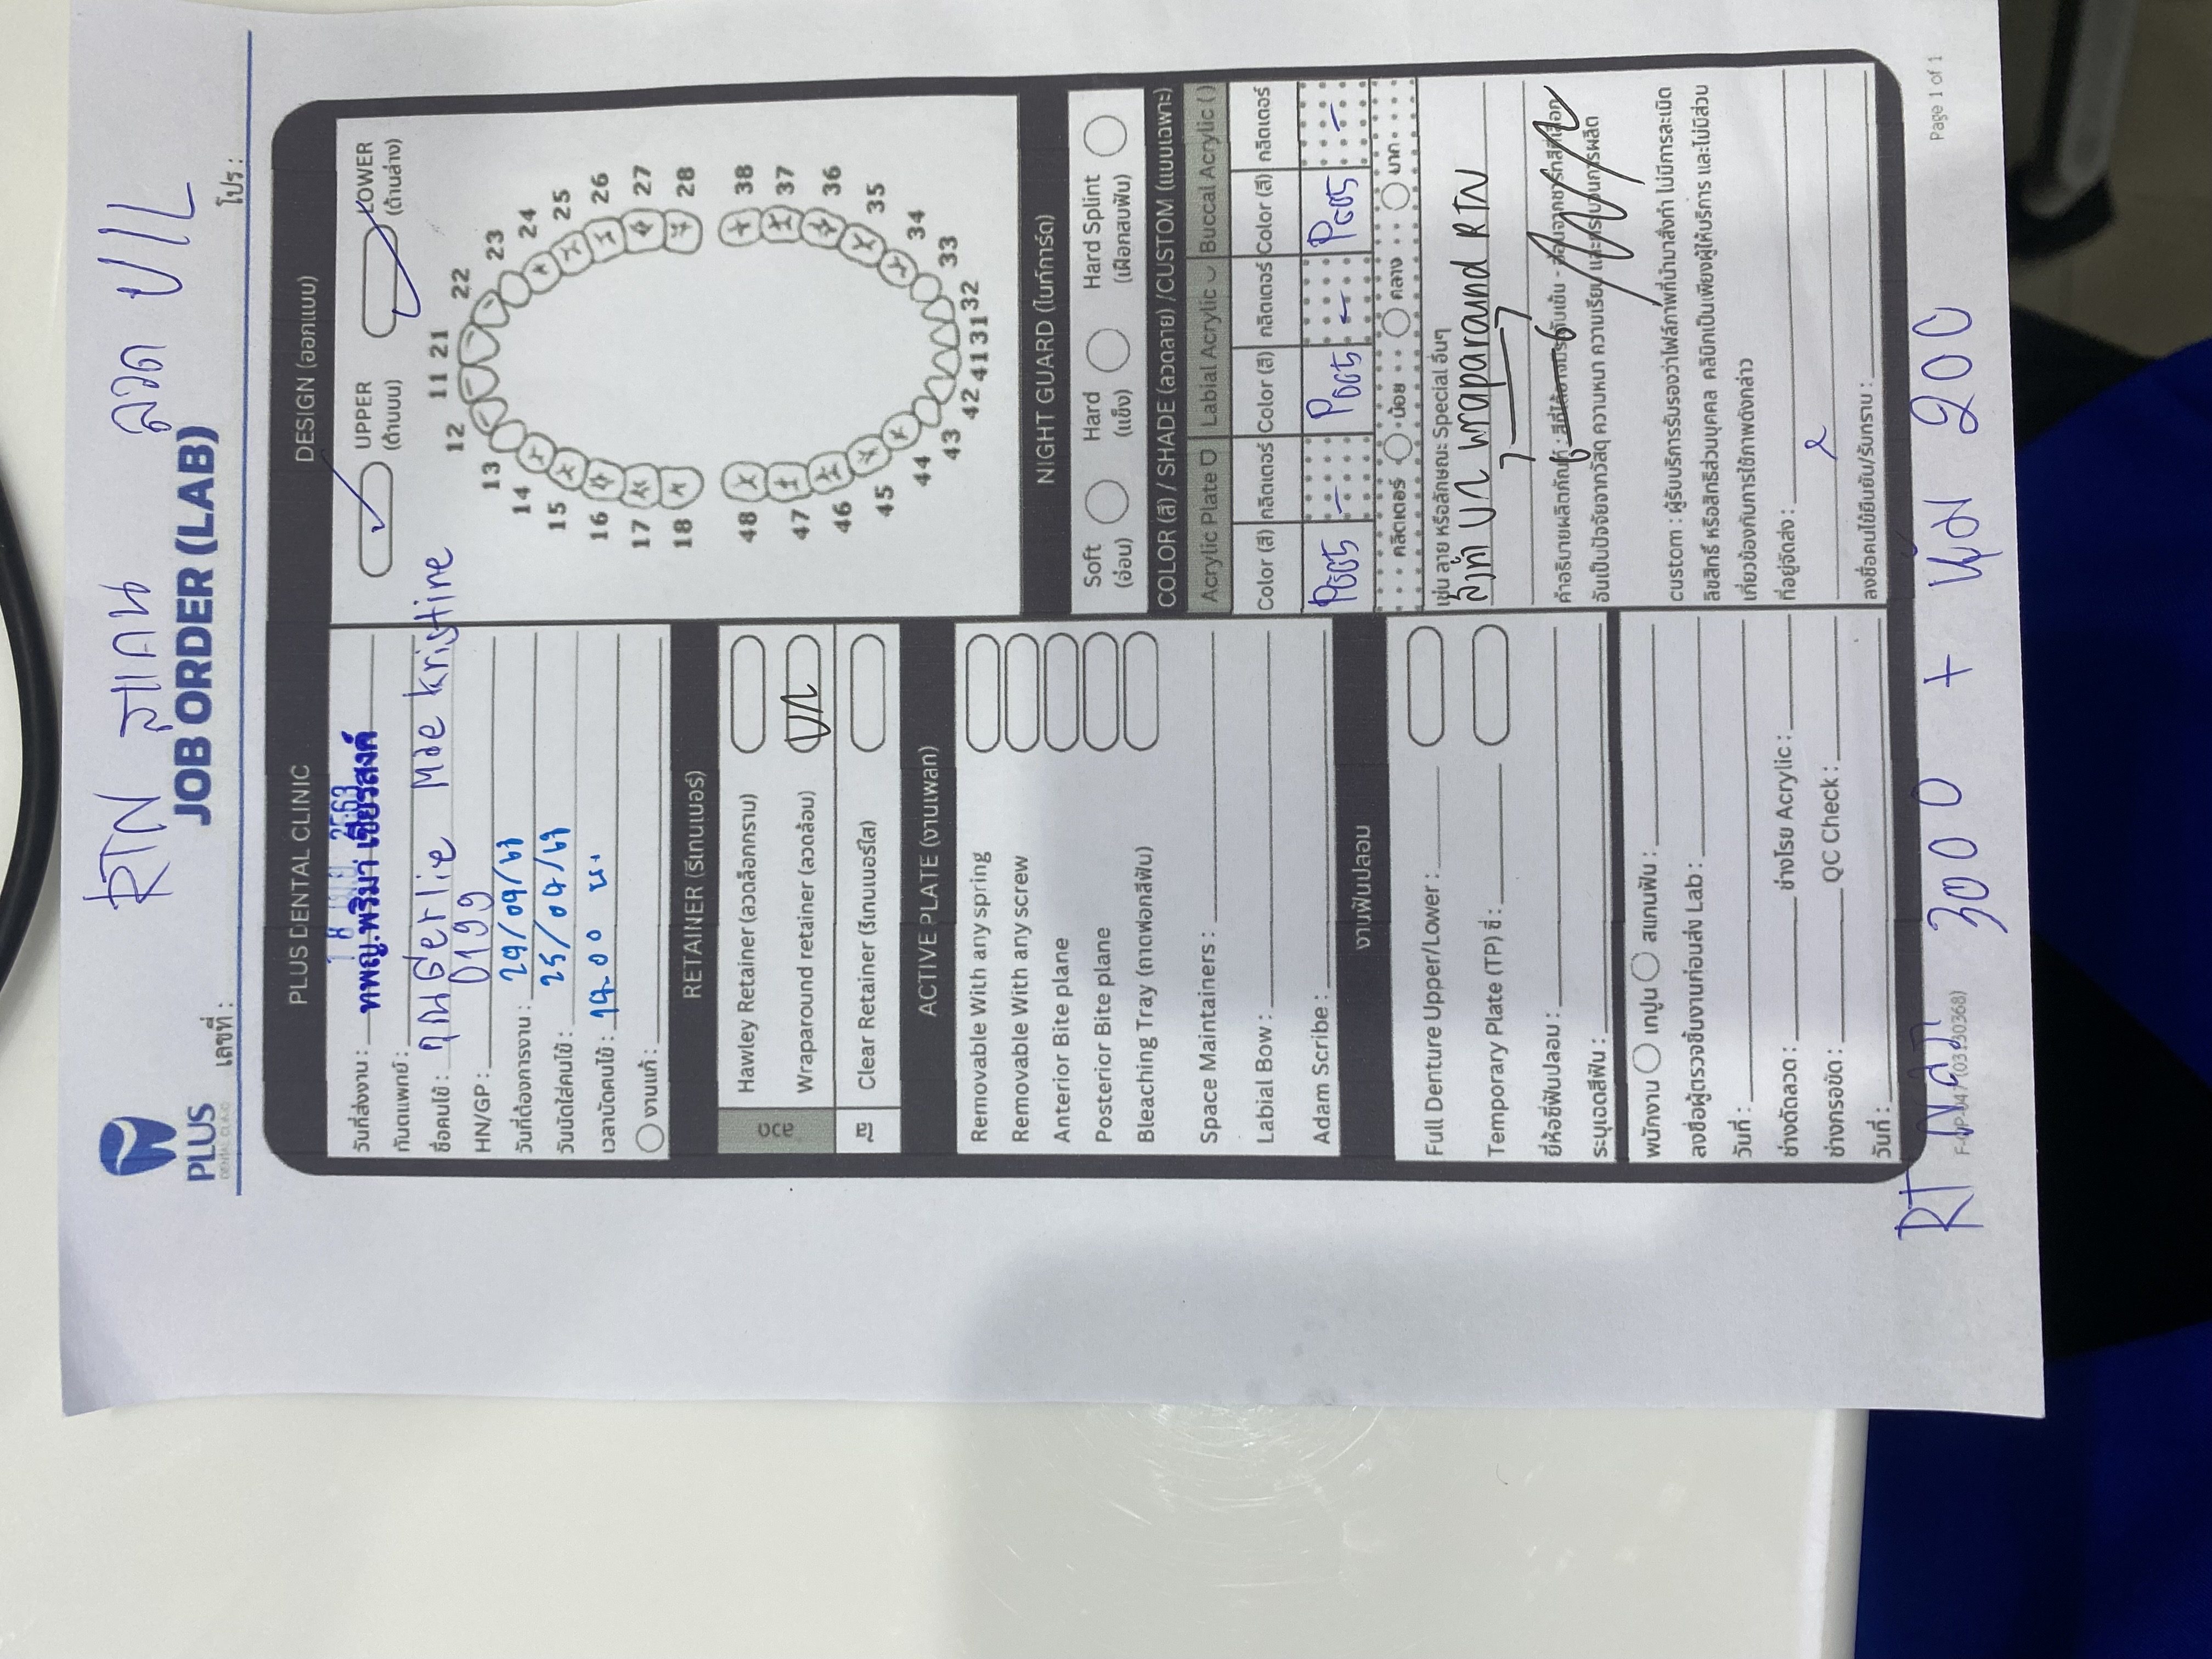 RTN สแกน ลวด U/L
PLUS
DENTAL CLINIC
JOB ORDER (LAB)
เลขที่ :
โปร :
PLUS DENTAL CLINIC
วันที่ส่งงาน : 18 เม.ย. 2568
ทันตแพทย์ : ทพญ.พริมา เชียรสงค์
ชื่อคนไข้ : คุณ Gerlie Mae Kristine
HN/GP : 0199
วันที่ต้องการงาน : 24/04/68
วันนัดใส่คนไข้ : 25/04/68
เวลานัดคนไข้ : 14.00 น.
งานแก้ :
RETAINER (รีเทนเนอร์)
ลวด
Hawley Retainer (ลวดล็อกกราม)
Wraparound retainer (ลวดล้อม) U/L
ใส
Clear Retainer (รีเทนเนอร์ใส)
ACTIVE PLATE (งานเพลท)
Removable With any spring
Removable With any screw
Anterior Bite plane
Posterior Bite plane
Bleaching Tray (ถาดฟอกสีฟัน)
Space Maintainers :
Labial Bow :
Adam Scribe :
งานฟันปลอม
Full Denture Upper/Lower :
Temporary Plate (TP) ซี่ :
ยี่ห้อซี่ฟันปลอม :
ระบุเฉดสีฟัน :
พนักงาน เทปูน สแกนฟัน :
ลงชื่อผู้ตรวจชิ้นงานก่อนส่ง Lab :
วันที่ :
ช่างดัดลวด : ช่างโรย Acrylic :
ช่างกรอขัด : QC Check :
วันที่ :
DESIGN (ออกแบบ)
UPPER LOWER
(ด้านบน) (ด้านล่าง)
11 21
12 22
13 23
14 24
15 25
16 26
17 27
18 28
48 38
47 37
46 36
45 35
44 34
43 33
42 41 31 32
NIGHT GUARD (ไนท์การ์ด)
Soft Hard Hard Splint
(อ่อน) (แข็ง) (เฝือกสบฟัน)
COLOR (สี) / SHADE (ลวดลาย) /CUSTOM (แบบเฉพาะ)
Acrylic Plate Labial Acrylic Buccal Acrylic ( )
Color (สี) กลิตเตอร์ Color (สี) กลิตเตอร์ Color (สี) กลิตเตอร์
PG05 - PG05 - PG05 -
กลิตเตอร์ น้อย กลาง มาก
เช่น ลาย หรือลักษณะ Special อื่นๆ
สั่งทำ U/L wraparound RTN
7 7
6 6
คำอธิบายผลิตภัณฑ์ : สีที่ได้อาจมีระดับเข้ม - อ่อนจากชาร์ทสีที่เลือก
อันเป็นปัจจัยจากวัสดุ ความหนา ความเรียบ และกระบวนการผลิต
custom : ผู้รับบริการรับรองว่าไฟล์ภาพที่นำมาสั่งทำ ไม่มีการละเมิด
ลิขสิทธิ์ หรือสิทธิส่วนบุคคล คลินิกเป็นเพียงผู้ให้บริการ และไม่มีส่วน
เกี่ยวข้องกับการใช้ภาพดังกล่าว
ที่อยู่จัดส่ง :
ลงชื่อคนไข้ยืนยัน/รับทราบ :
F-OP-047 (03130368)
Page 1 of 1
RT 3000 + หุ้ม 200